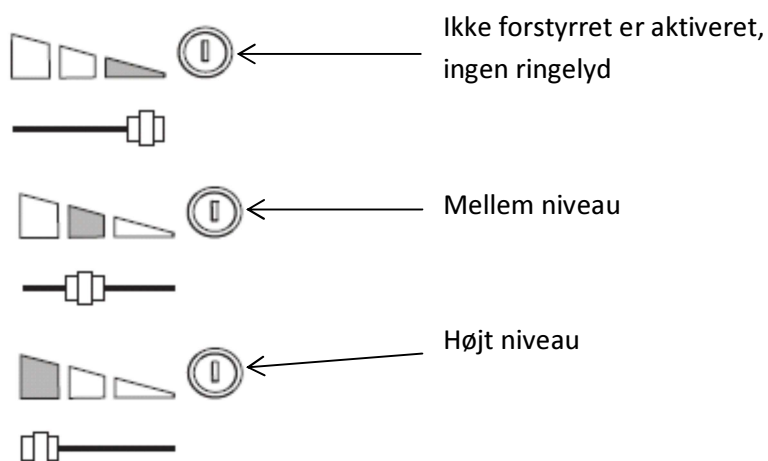 Ikke forstyrret er aktiveret,
ingen ringelyd
Mellem niveau
Højt niveau